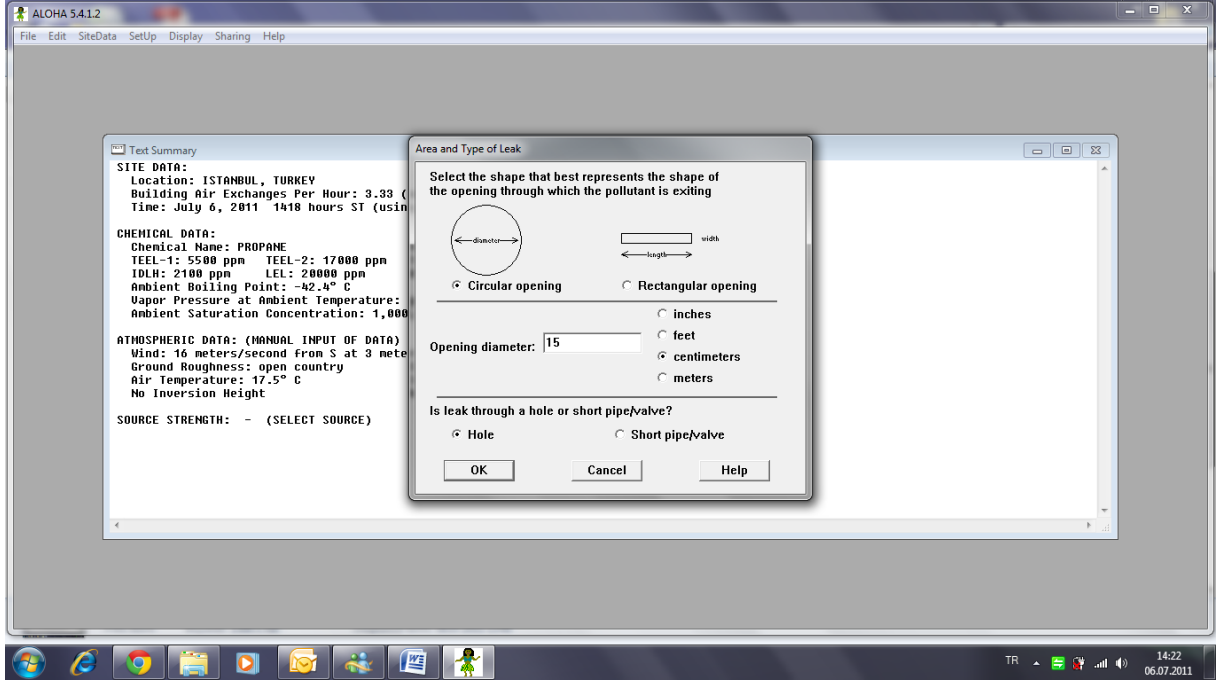 ALOHA 5.4.1.2
File Edit SiteData SetUp Display Sharing Help
Text Summary
SITE DATA:
Location: ISTANBUL, TURKEY
Building Air Exchanges Per Hour: 3.33 (
Time: July 6, 2011 1418 hours ST (usin
CHEMICAL DATA:
Chemical Name: PROPANE
TEEL-1: 5500 ppm TEEL-2: 17000 ppm
IDLH: 2100 ppm LEL: 20000 ppm
Ambient Boiling Point: -42.4° C
Vapor Pressure at Ambient Temperature:
Ambient Saturation Concentration: 1,000
ATMOSPHERIC DATA: (MANUAL INPUT OF DATA)
Wind: 16 meters/second from S at 3 mete
Ground Roughness: open country
Air Temperature: 17.5° C
No Inversion Height
SOURCE STRENGTH: - (SELECT SOURCE)
Area and Type of Leak
Select the shape that best represents the shape of
the opening through which the pollutant is exiting
diameter
width
length
Circular opening
Rectangular opening
Opening diameter: 15
inches
feet
centimeters
meters
Is leak through a hole or short pipe/valve?
Hole
Short pipe/valve
OK Cancel Help
TR
14:22
06.07.2011